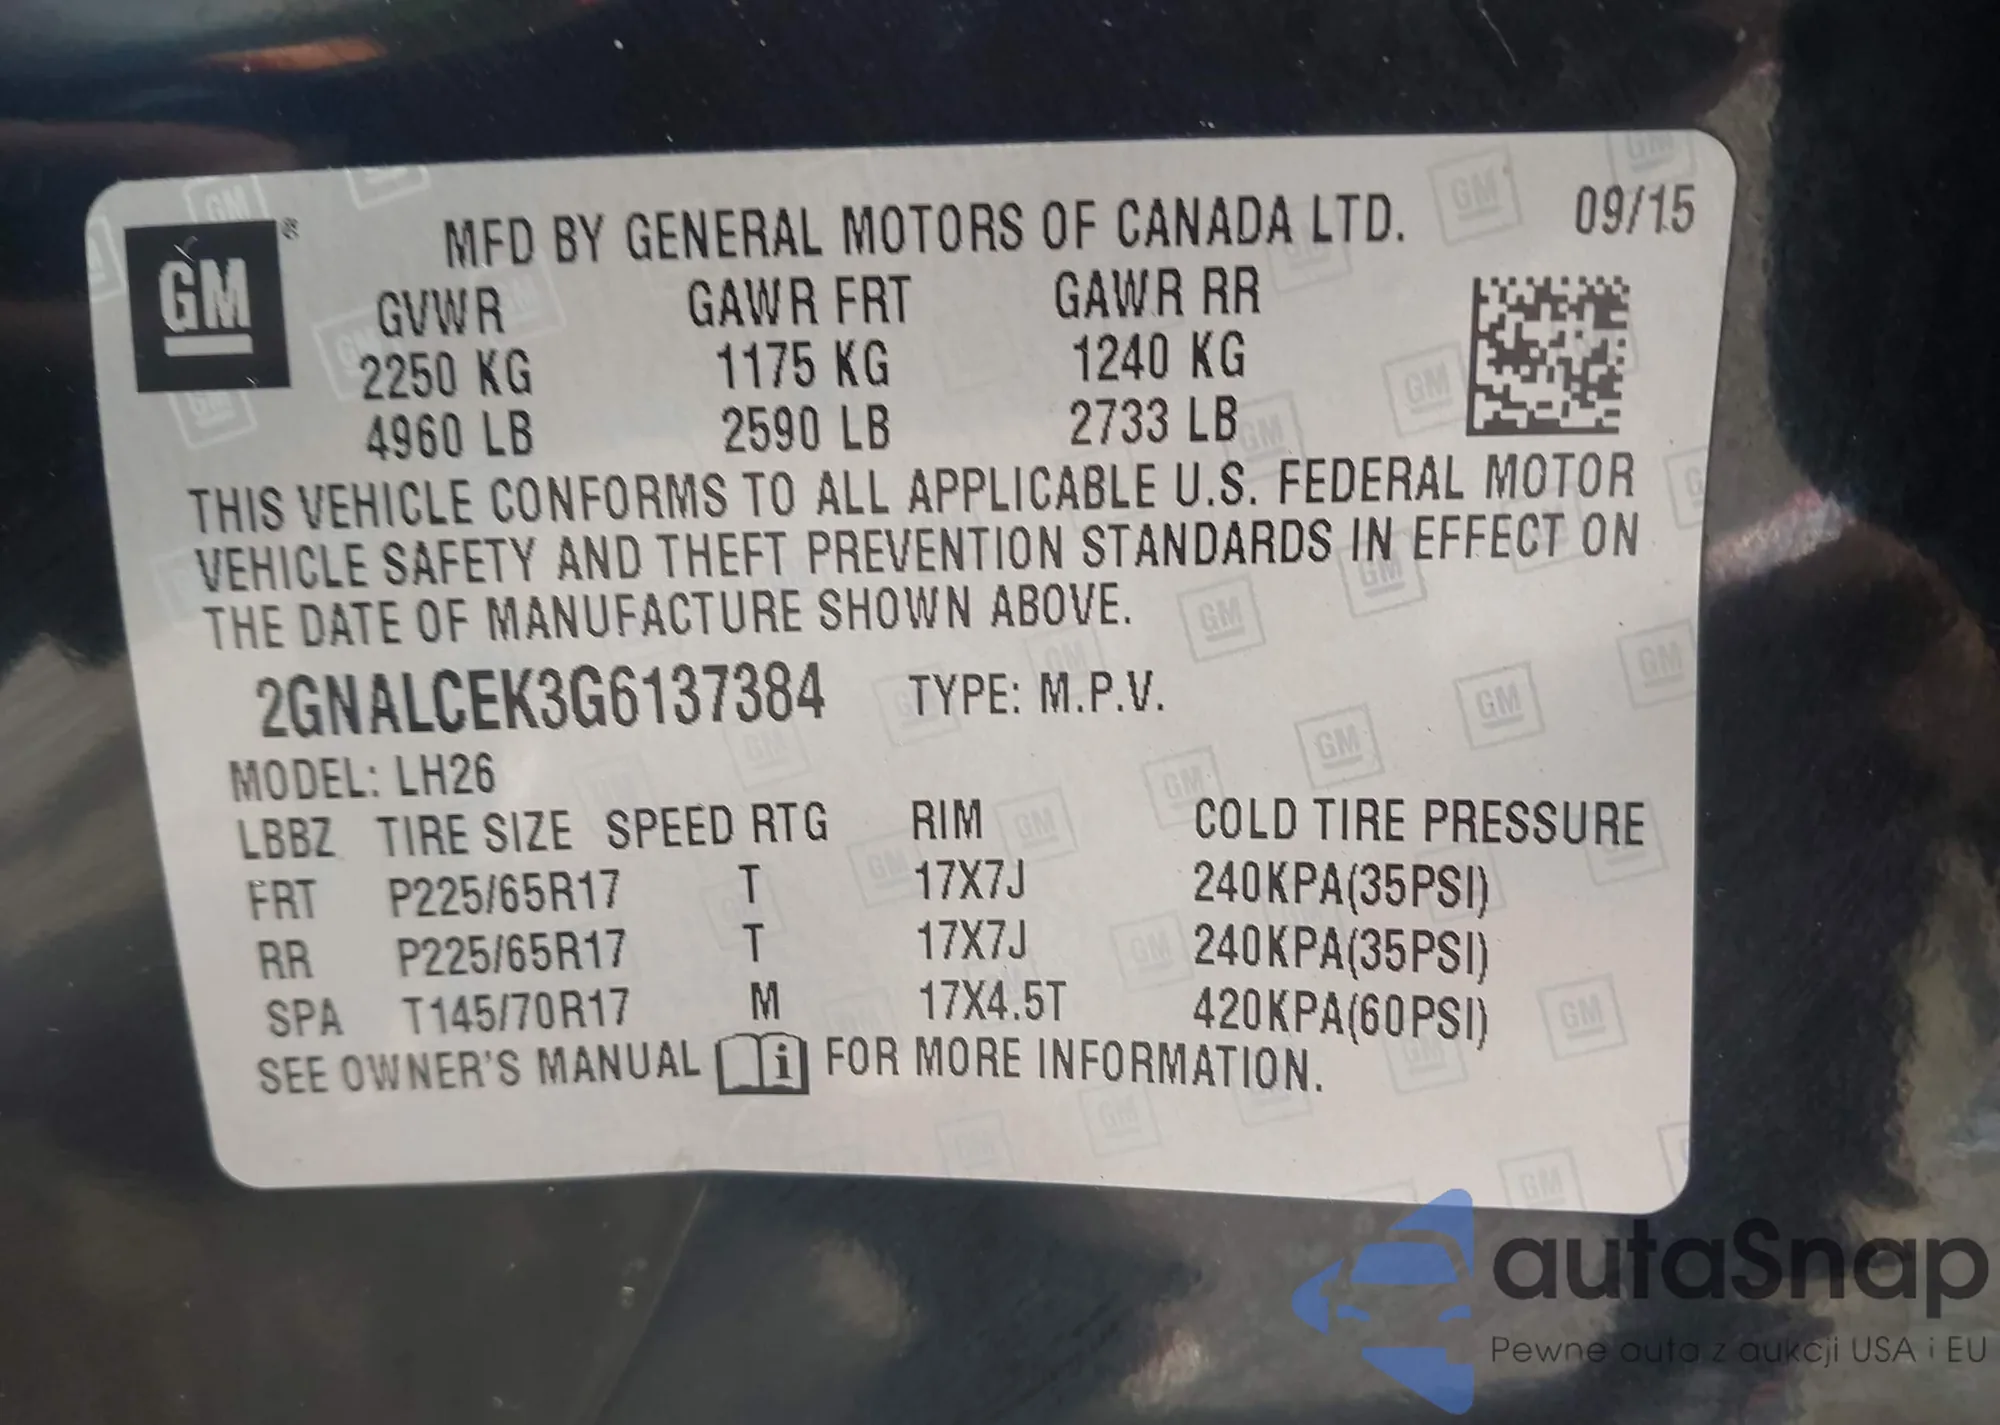 GM®
MFD BY GENERAL MOTORS OF CANADA LTD. 09/15
GVWR GAWR FRT GAWR RR
2250 KG 1175 KG 1240 KG
4960 LB 2590 LB 2733 LB
THIS VEHICLE CONFORMS TO ALL APPLICABLE U.S. FEDERAL MOTOR
VEHICLE SAFETY AND THEFT PREVENTION STANDARDS IN EFFECT ON
THE DATE OF MANUFACTURE SHOWN ABOVE.
2GNALCEK3G6137384 TYPE: M.P.V.
MODEL: LH26
LBBZ TIRE SIZE SPEED RTG RIM COLD TIRE PRESSURE
FRT P225/65R17 T 17X7J 240KPA(35PSI)
RR P225/65R17 T 17X7J 240KPA(35PSI)
SPA T145/70R17 M 17X4.5T 420KPA(60PSI)
SEE OWNER'S MANUAL i FOR MORE INFORMATION.
autaSnap
Pewne auta z aukcji USA i EU